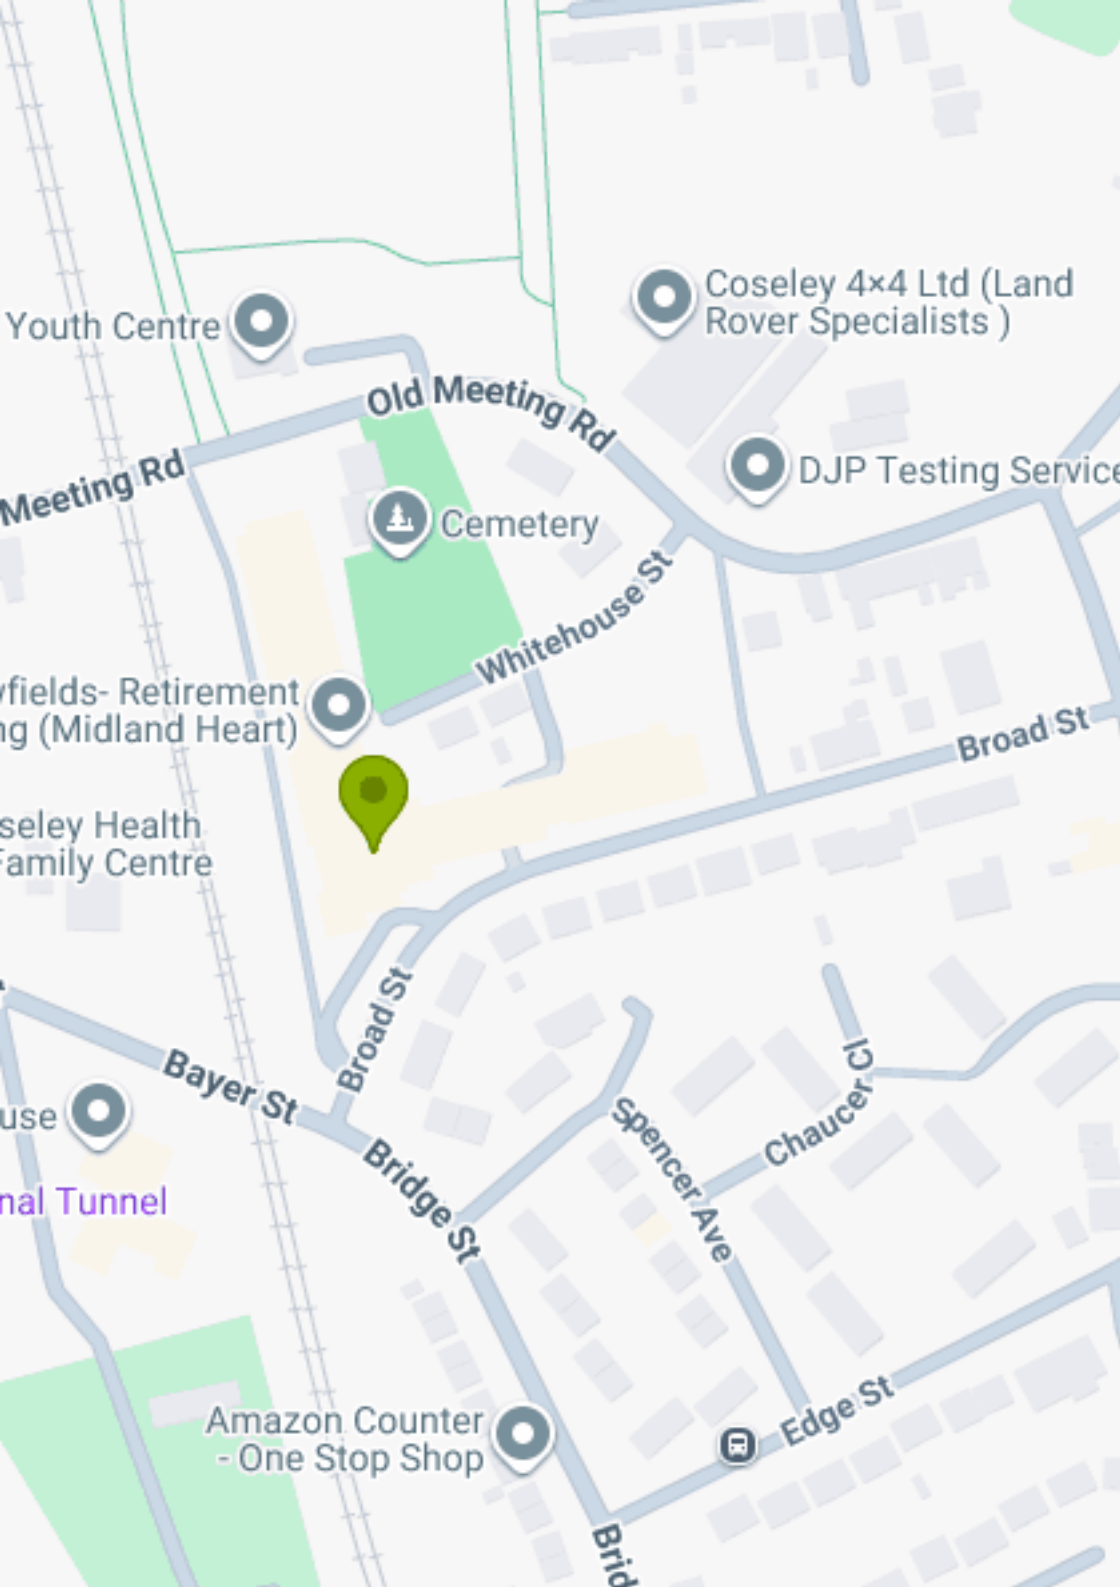 Coseley 4×4 Ltd (Land
Rover Specialists )
Youth Centre
Old Meeting Rd
Meeting Rd
DJP Testing Service
Cemetery
Whitehouse St
yfields- Retirement
ng (Midland Heart)
Broad St
seley Health
Family Centre
Broad St
Bayer St
Chaucer Cl
use
Spencer Ave
Bridge St
nal Tunnel
Edge St
Amazon Counter
- One Stop Shop
Brid